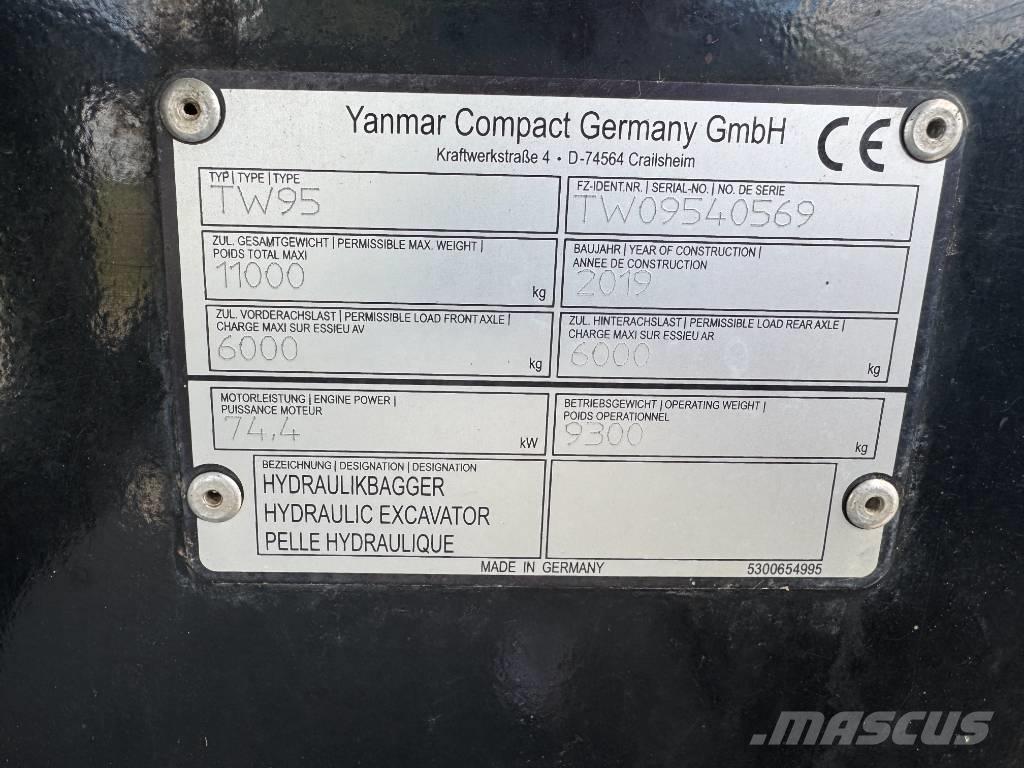 Yanmar Compact Germany GmbH
CE
Kraftwerkstraße 4 • D-74564 Crailsheim
TYP | TYPE | TYPE
TW95
FZ-IDENT.NR. | SERIAL-NO. | NO. DE SERIE
TW09540569
ZUL. GESAMTGEWICHT | PERMISSIBLE MAX. WEIGHT |
POIDS TOTAL MAXI
11000 kg
BAUJAHR | YEAR OF CONSTRUCTION |
ANNEE DE CONSTRUCTION
2019
ZUL. VORDERACHSLAST | PERMISSIBLE LOAD FRONT AXLE |
CHARGE MAXI SUR ESSIEU AV
6000 kg
ZUL. HINTERACHSLAST | PERMISSIBLE LOAD REAR AXLE |
CHARGE MAXI SUR ESSIEU AR
6000 kg
MOTORLEISTUNG | ENGINE POWER |
PUISSANCE MOTEUR
74,4 kW
BETRIEBSGEWICHT | OPERATING WEIGHT |
POIDS OPERATIONNEL
9300 kg
BEZEICHNUNG | DESIGNATION | DESIGNATION
HYDRAULIKBAGGER
HYDRAULIC EXCAVATOR
PELLE HYDRAULIQUE
MADE IN GERMANY
5300654995
MASCUS